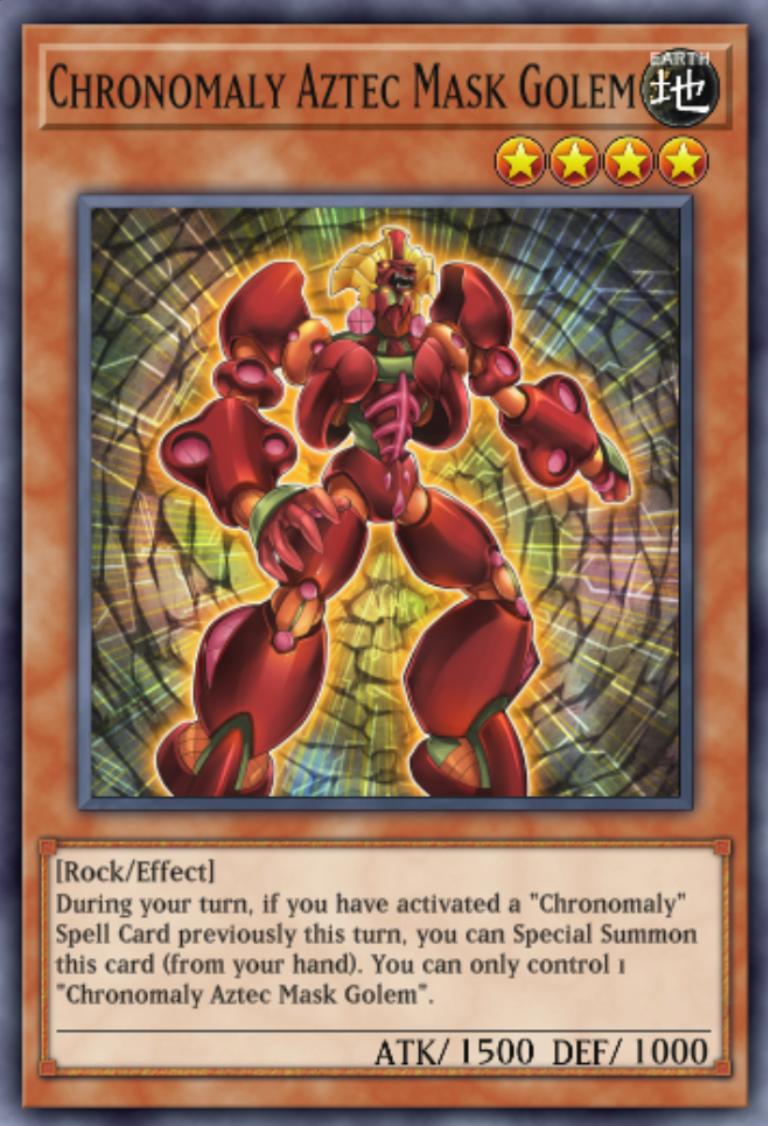 CHRONOMALY AZTEC MASK GOLEM
EARTH
地
[Rock/Effect]
During your turn, if you have activated a "Chronomaly"
Spell Card previously this turn, you can Special Summon
this card (from your hand). You can only control 1
"Chronomaly Aztec Mask Golem".
ATK/ 1500 DEF/ 1000